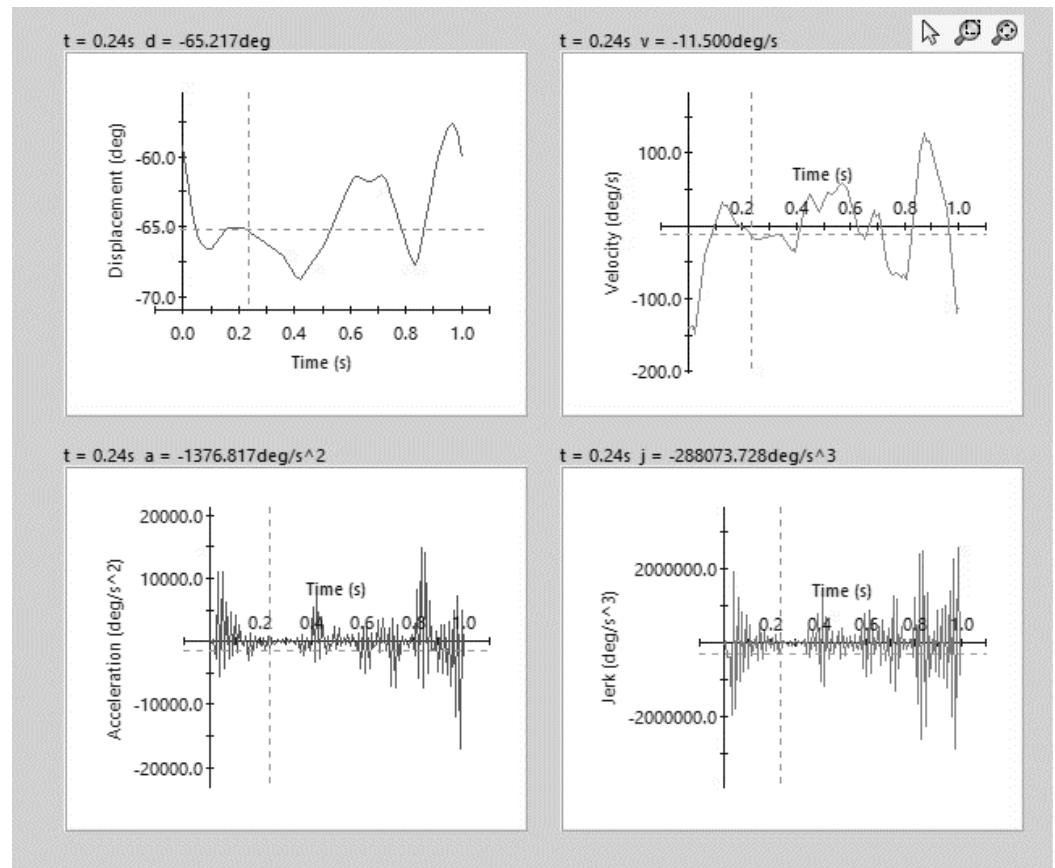 t = 0.24s d = -65.217deg
Displacement (deg)
-60.0
-65.0
-70.0
0.0 0.2 0.4 0.6 0.8 1.0
Time (s)
t = 0.24s v = -11.500deg/s
Velocity (deg/s)
100.0
-100.0
-200.0
Time (s)
0.2 0.4 0.6 0.8 1.0
t = 0.24s a = -1376.817deg/s^2
Acceleration (deg/s^2)
20000.0
10000.0
-10000.0
-20000.0
Time (s)
0.2 0.4 0.6 0.8 1.0
t = 0.24s j = -288073.728deg/s^3
Jerk (deg/s^3)
2000000.0
-2000000.0
Time (s)
0.2 0.4 0.6 0.8 1.0